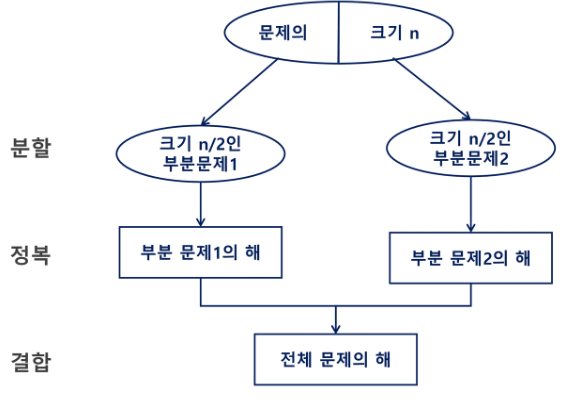 문제의 크기 n
분할
크기 n/2인
부분문제1
크기 n/2인
부분문제2
정복
부분 문제1의 해
부분 문제2의 해
결합
전체 문제의 해